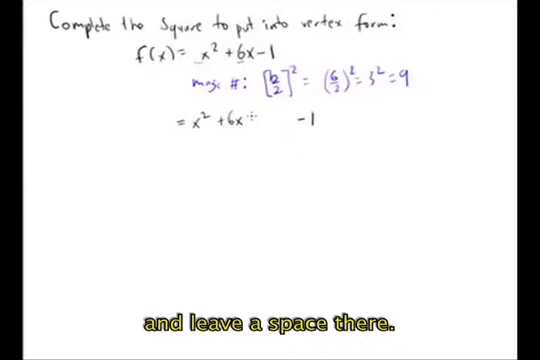 Complete the Square to put into vertex form:
f(x) = x² + 6x - 1
magic #: [b/2]² = (6/2)² = 3² = 9
= x² + 6x +     - 1
and leave a space there.